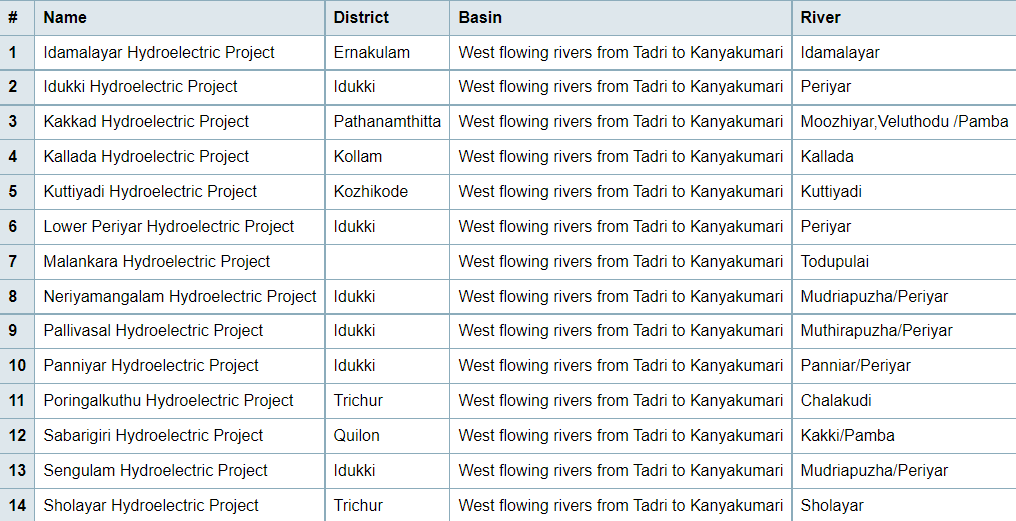 # Name District Basin River
1 Idamalayar Hydroelectric Project Ernakulam West flowing rivers from Tadri to Kanyakumari Idamalayar
2 Idukki Hydroelectric Project Idukki West flowing rivers from Tadri to Kanyakumari Periyar
3 Kakkad Hydroelectric Project Pathanamthitta West flowing rivers from Tadri to Kanyakumari Moozhiyar,Veluthodu /Pamba
4 Kallada Hydroelectric Project Kollam West flowing rivers from Tadri to Kanyakumari Kallada
5 Kuttiyadi Hydroelectric Project Kozhikode West flowing rivers from Tadri to Kanyakumari Kuttiyadi
6 Lower Periyar Hydroelectric Project Idukki West flowing rivers from Tadri to Kanyakumari Periyar
7 Malankara Hydroelectric Project West flowing rivers from Tadri to Kanyakumari Todupulai
8 Neriyamangalam Hydroelectric Project Idukki West flowing rivers from Tadri to Kanyakumari Mudriapuzha/Periyar
9 Pallivasal Hydroelectric Project Idukki West flowing rivers from Tadri to Kanyakumari Muthirapuzha/Periyar
10 Panniyar Hydroelectric Project Idukki West flowing rivers from Tadri to Kanyakumari Panniar/Periyar
11 Poringalkuthu Hydroelectric Project Trichur West flowing rivers from Tadri to Kanyakumari Chalakudi
12 Sabarigiri Hydroelectric Project Quilon West flowing rivers from Tadri to Kanyakumari Kakki/Pamba
13 Sengulam Hydroelectric Project Idukki West flowing rivers from Tadri to Kanyakumari Mudriapuzha/Periyar
14 Sholayar Hydroelectric Project Trichur West flowing rivers from Tadri to Kanyakumari Sholayar